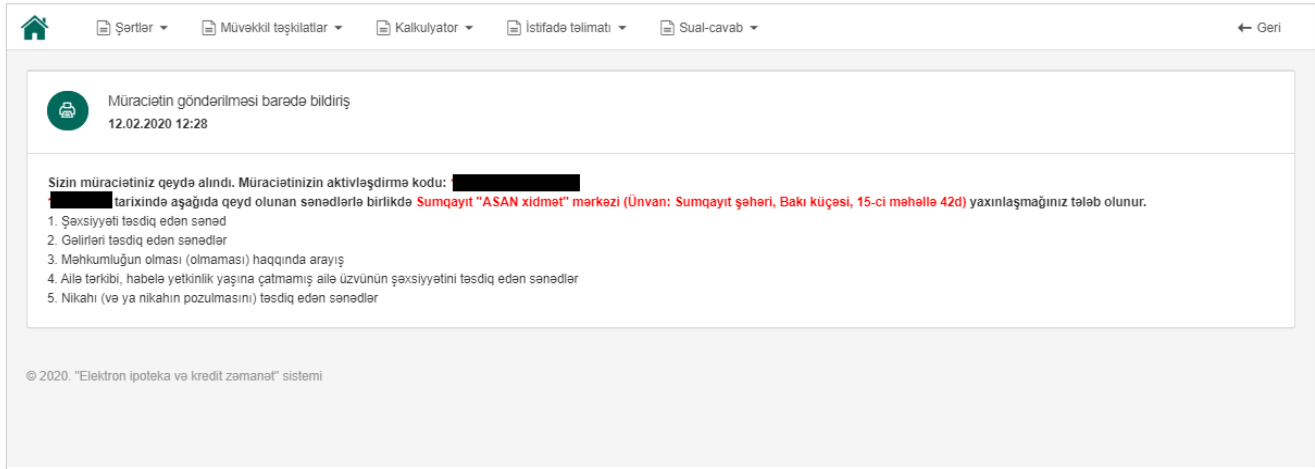 Şərtlər
Müvəkkil təşkilatlar
Kalkulyator
İstifadə təlimatı
Sual-cavab
← Geri
Müraciətin göndərilməsi barədə bildiriş
12.02.2020 12:28
Sizin müraciətiniz qeydə alındı. Müraciətinizin aktivləşdirmə kodu:
tarixində aşağıda qeyd olunan sənədlərlə birlikdə Sumqayıt "ASAN xidmət" mərkəzi (Ünvan: Sumqayıt şəhəri, Bakı küçəsi, 15-ci məhəllə 42d) yaxınlaşmağınız tələb olunur.
1. Şəxsiyyəti təsdiq edən sənəd
2. Gəlirləri təsdiq edən sənədlər
3. Məhkumluğun olması (olmaması) haqqında arayış
4. Ailə tərkibi, habelə yetkinlik yaşına çatmamış ailə üzvünün şəxsiyyətini təsdiq edən sənədlər
5. Nikahı (və ya nikahın pozulmasını) təsdiq edən sənədlər
© 2020. "Elektron ipoteka və kredit zəmanət" sistemi